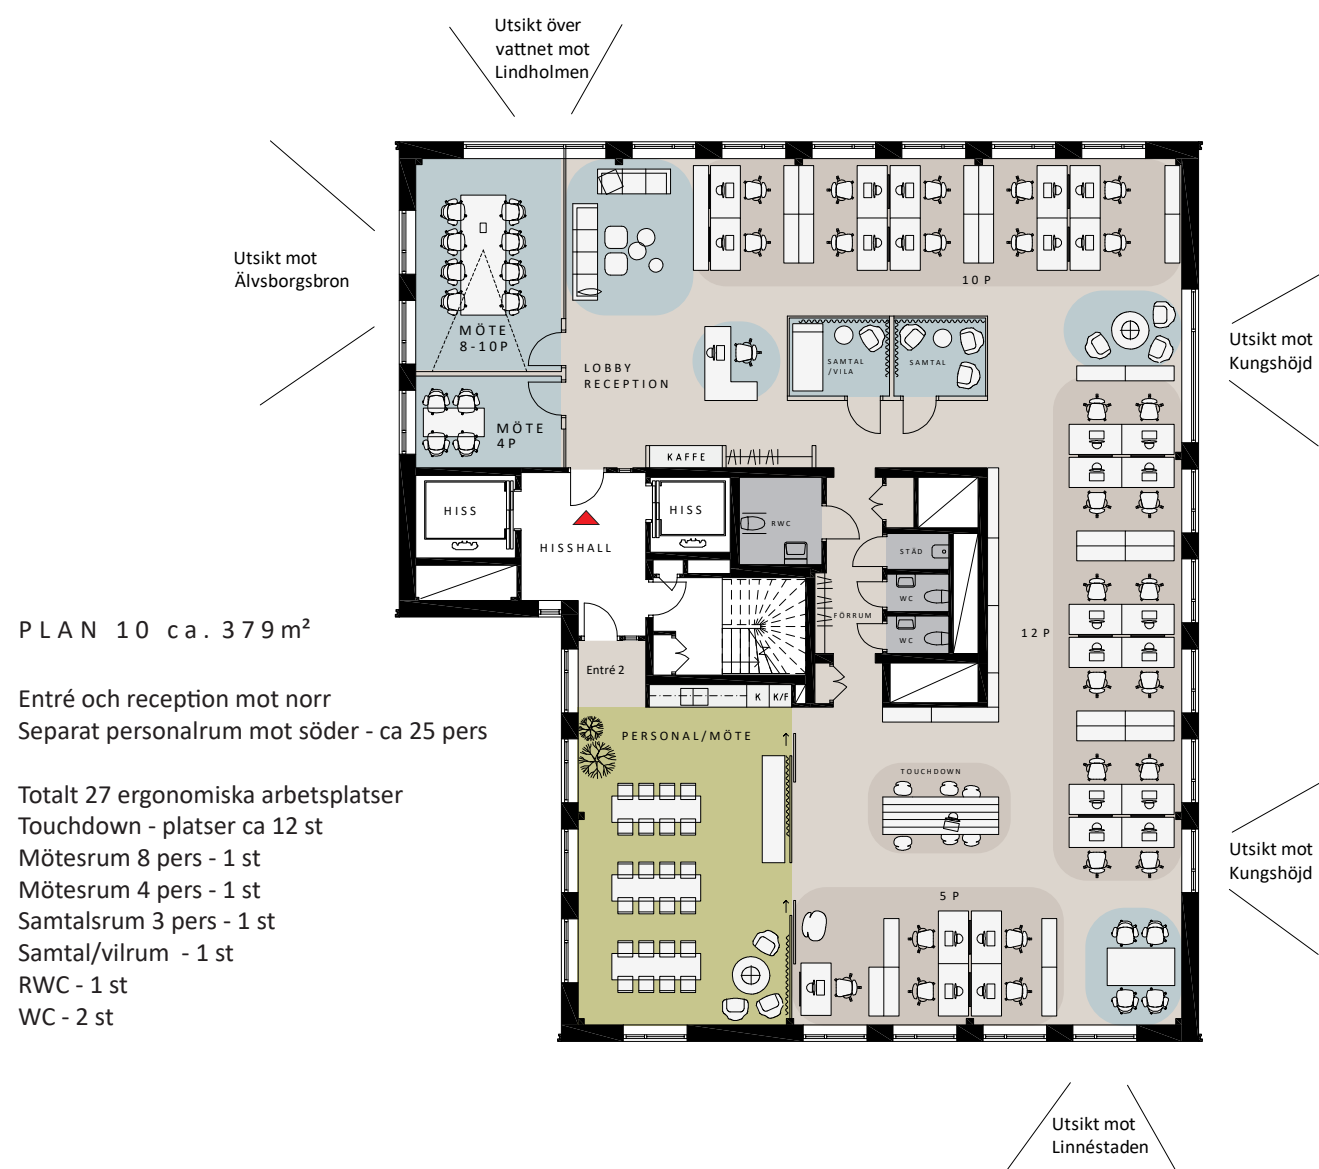 Utsikt över
vattnet mot
Lindholmen
Utsikt mot
Älvsborgsbron
Utsikt mot
Kungshöjd
MÖTE
8-10P
MÖTE
4P
LOBBY
RECEPTION
10 P
SAMTAL
/VILA
SAMTAL
KAFFE
HISS
HISS
HISSHALL
RWC
STÄD
WC
WC
FÖRRUM
12 P
Entré 2
K
K/F
PERSONAL/MÖTE
TOUCHDOWN
5 P
PLAN 10 ca. 379m²
Entré och reception mot norr
Separat personalrum mot söder - ca 25 pers
Totalt 27 ergonomiska arbetsplatser
Touchdown - platser ca 12 st
Mötesrum 8 pers - 1 st
Mötesrum 4 pers - 1 st
Samtalsrum 3 pers - 1 st
Samtal/vilrum - 1 st
RWC - 1 st
WC - 2 st
Utsikt mot
Kungshöjd
Utsikt mot
Linnéstaden